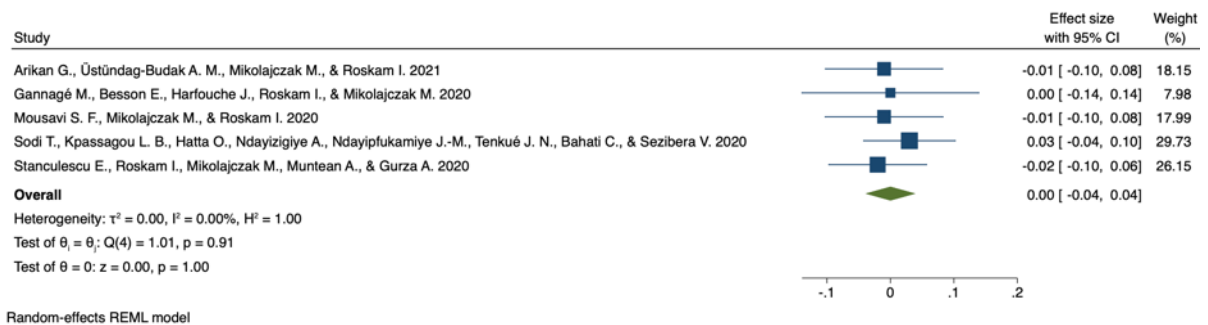 Effect size Weight
Study with 95% CI (%)
Arikan G., Üstündag-Budak A. M., Mikolajczak M., & Roskam I. 2021 -0.01 [ -0.10, 0.08] 18.15
Gannagé M., Besson E., Harfouche J., Roskam I., & Mikolajczak M. 2020 0.00 [ -0.14, 0.14] 7.98
Mousavi S. F., Mikolajczak M., & Roskam I. 2020 -0.01 [ -0.10, 0.08] 17.99
Sodi T., Kpassagou L. B., Hatta O., Ndayizigiye A., Ndayipfukamiye J.-M., Tenkué J. N., Bahati C., & Sezibera V. 2020 0.03 [ -0.04, 0.10] 29.73
Stanculescu E., Roskam I., Mikolajczak M., Muntean A., & Gurza A. 2020 -0.02 [ -0.10, 0.06] 26.15
Overall 0.00 [ -0.04, 0.04]
Heterogeneity: τ² = 0.00, I² = 0.00%, H² = 1.00
Test of θᵢ = θⱼ: Q(4) = 1.01, p = 0.91
Test of θ = 0: z = 0.00, p = 1.00
-.1 0 .1 .2
Random-effects REML model